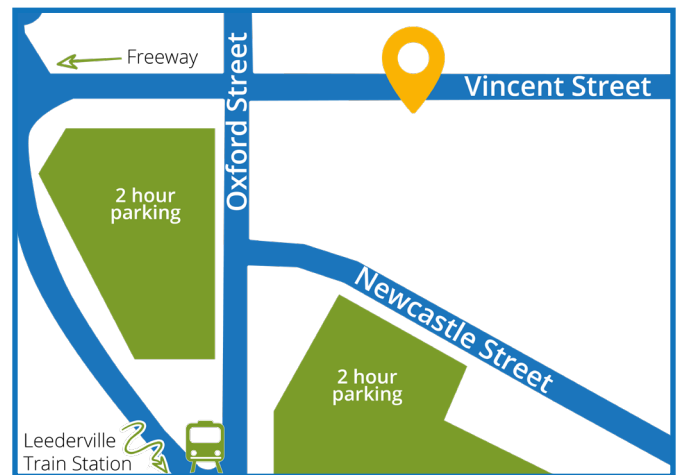 Freeway
Vincent Street
Oxford Street
2 hour
parking
Newcastle Street
2 hour
parking
Leederville
Train Station